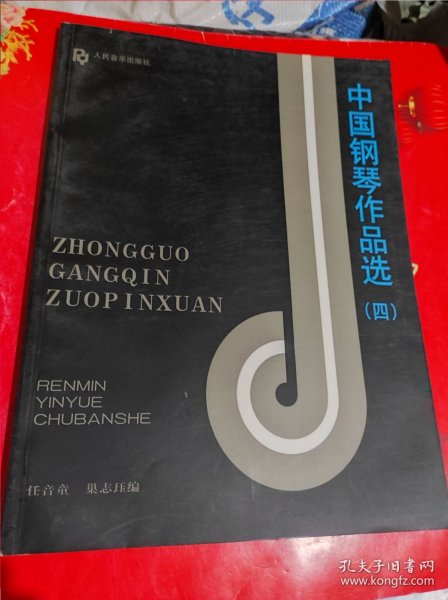 人民音乐出版社
中国钢琴作品选
(四)
ZHONGGUO
GANGQIN
ZUOPINXUAN
RENMIN
YINYUE
CHUBANSHE
任音童 巢志珏编
孔夫子旧书网
www.kongfz.com